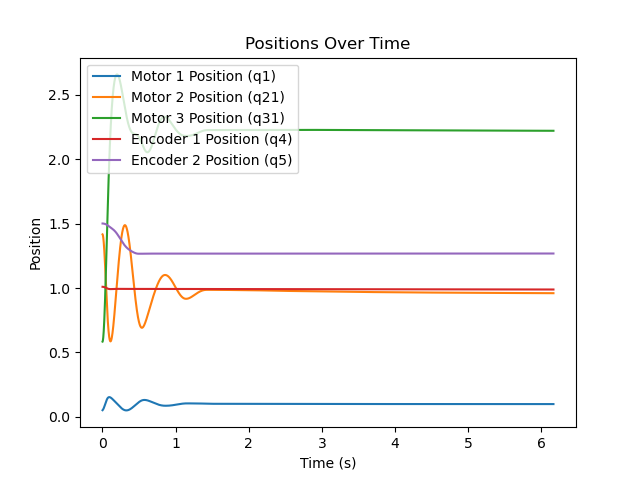 Positions Over Time
Motor 1 Position (q1)
Motor 2 Position (q21)
Motor 3 Position (q31)
Encoder 1 Position (q4)
Encoder 2 Position (q5)
Position
2.5
2.0
1.5
1.0
0.5
0.0
0 1 2 3 4 5 6
Time (s)